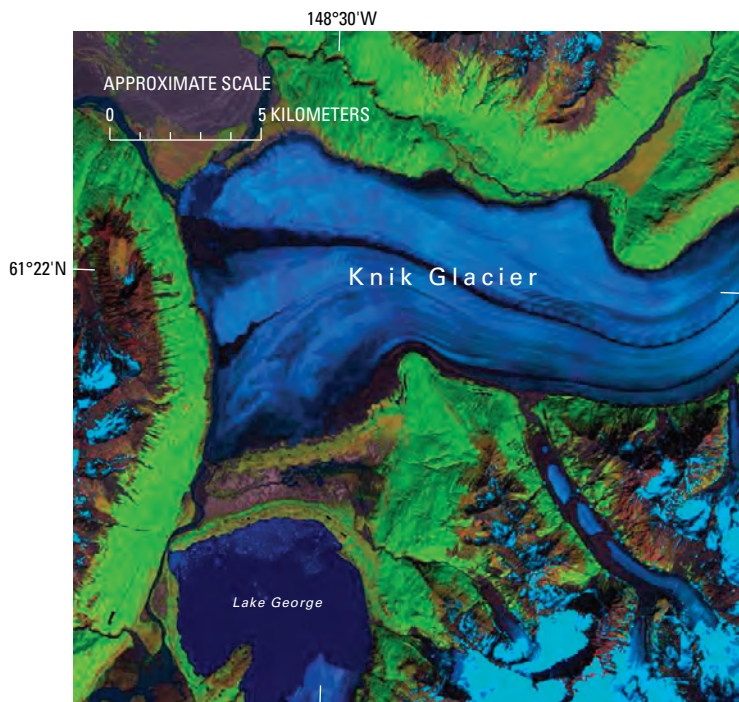 148°30'W
APPROXIMATE SCALE
0 5 KILOMETERS
61°22'N
Knik Glacier
Lake George